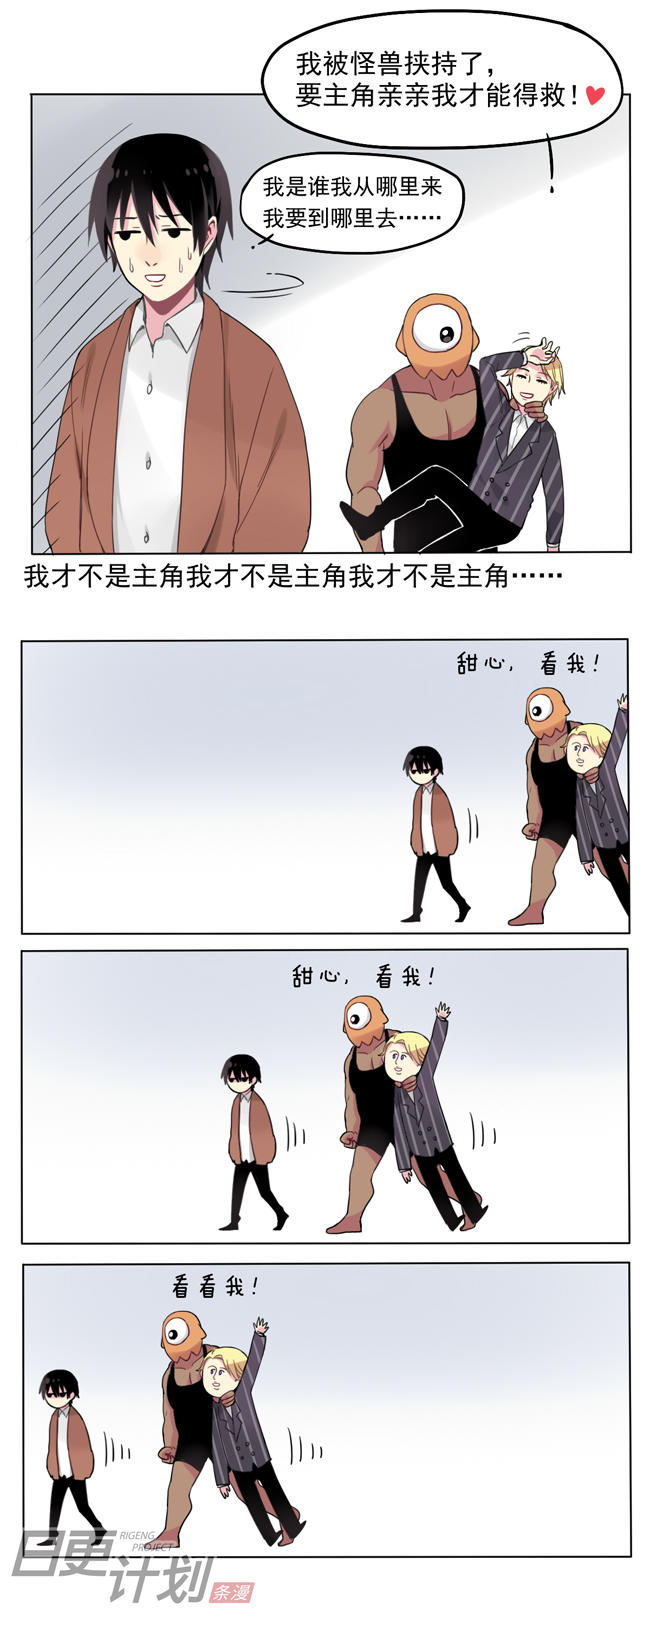 我被怪兽挟持了，
要主角亲亲我才能得救！♥
我是谁我从哪里来
我要到哪里去……
我才不是主角我才不是主角我才不是主角……
甜心，看我！
甜心，看我！
看看我！
日更计划
RIGENG
PROJECT
条漫